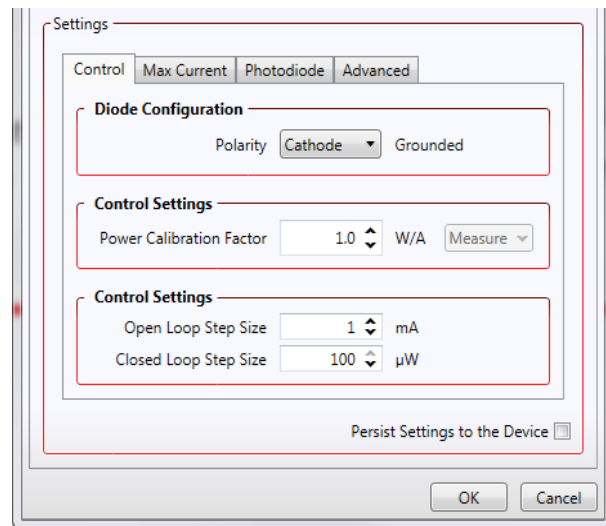 Settings
Control Max Current Photodiode Advanced
Diode Configuration
Polarity Cathode Grounded
Control Settings
Power Calibration Factor 1.0 W/A Measure
Control Settings
Open Loop Step Size 1 mA
Closed Loop Step Size 100 μW
Persist Settings to the Device
OK Cancel